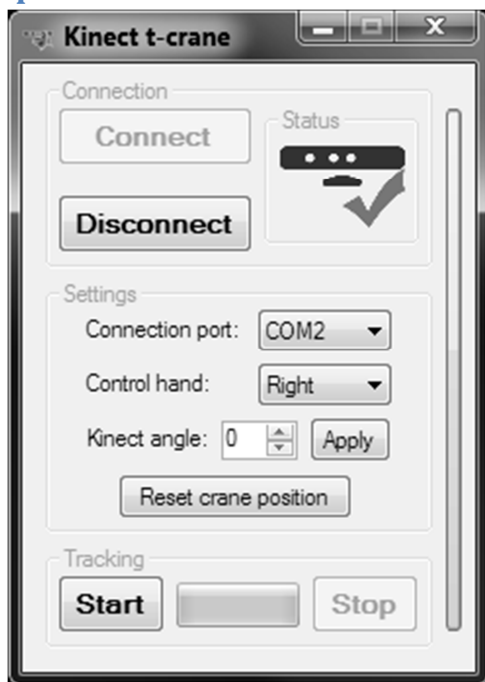 Kinect t-crane
Connection
Connect
Status
Disconnect
Settings
Connection port: COM2
Control hand: Right
Kinect angle: 0 Apply
Reset crane position
Tracking
Start Stop